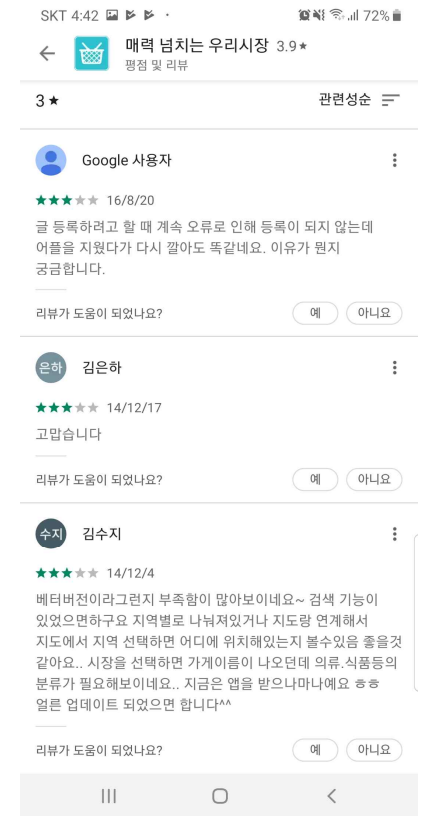 SKT 4:42 72%
매력 넘치는 우리시장 3.9★
평점 및 리뷰
3 ★ 관련성순
Google 사용자
★★★★★ 16/8/20
글 등록하려고 할 때 계속 오류로 인해 등록이 되지 않는데
어플을 지웠다가 다시 깔아도 똑같네요. 이유가 뭔지
궁금합니다.
리뷰가 도움이 되었나요? 예 아니요
은하 김은하
★★★★★ 14/12/17
고맙습니다
리뷰가 도움이 되었나요? 예 아니요
수지 김수지
★★★★★ 14/12/4
베터버전이라그런지 부족함이 많아보이네요~ 검색 기능이
있었으면하구요 지역별로 나눠져있거나 지도랑 연계해서
지도에서 지역 선택하면 어디에 위치해있는지 볼수있음 좋을것
같아요.. 시장을 선택하면 가게이름이 나오던데 의류.식품등의
분류가 필요해보이네요.. 지금은 앱을 받으나마나예요 ㅎㅎ
얼른 업데이트 되었으면 합니다^^
리뷰가 도움이 되었나요? 예 아니요